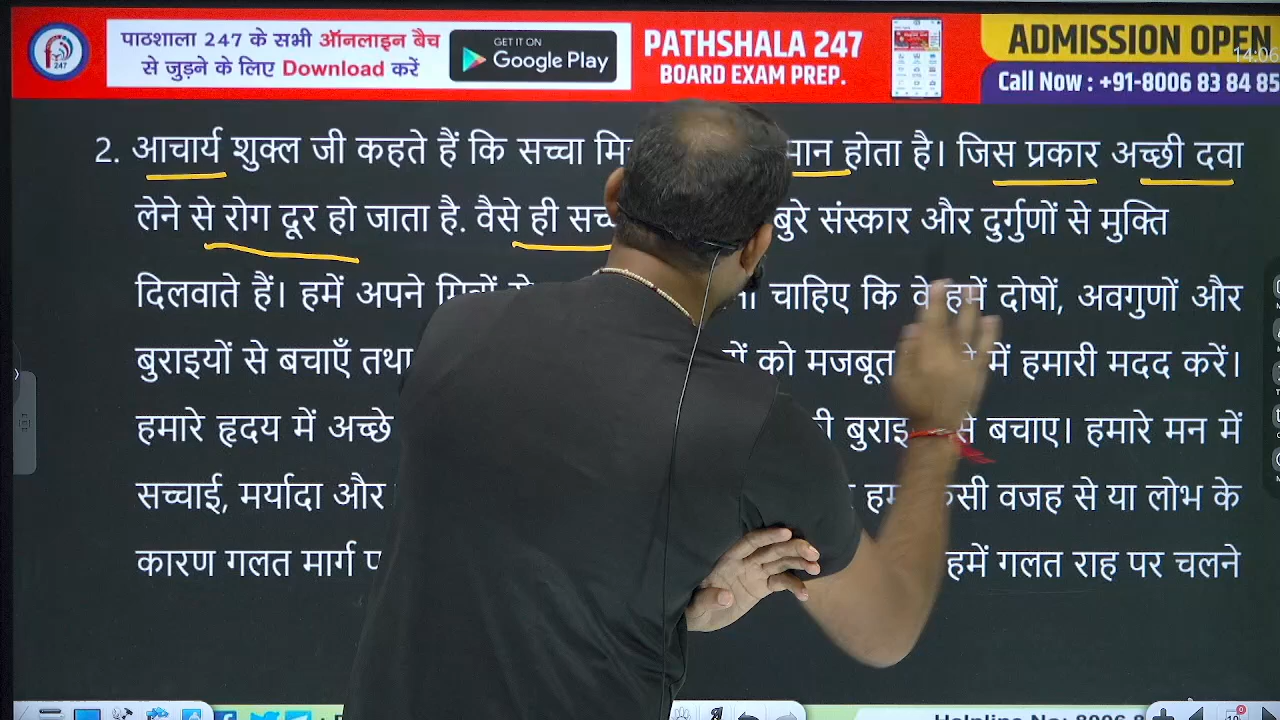 पाठशाला 247 के सभी ऑनलाइन बैच
से जुड़ने के लिए Download करें
GET IT ON
Google Play
PATHSHALA 247
BOARD EXAM PREP.
ADMISSION OPEN
14:06
Call Now : +91-8006 83 84 85
247
2. आचार्य शुक्ल जी कहते हैं कि सच्चा होता है। जिस प्रकार अच्छी दवा
लेने से रोग दूर हो जाता है. वैसे ही बुरे संस्कार और दुर्गुणों से मुक्ति
दिलवाते हैं। हमें अपने चाहिए कि वे हमें दोषों, अवगुणों और
बुराइयों से बचाएँ तथा को मजबूत में हमारी मदद करें।
हमारे हृदय में अच्छे से बचाए। हमारे मन में
सच्चाई, मर्यादा और वजह से या लोभ के
कारण गलत मार्ग हमें गलत राह पर चलने